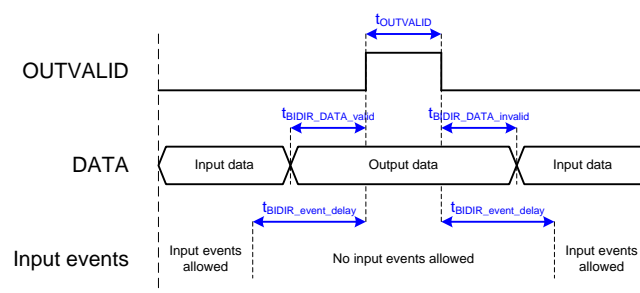 tOUTVALID
OUTVALID
tBIDIR_DATA_valid
tBIDIR_DATA_invalid
DATA
Input data
Output data
Input data
tBIDIR_event_delay
tBIDIR_event_delay
Input events
Input events
allowed
No input events allowed
Input events
allowed